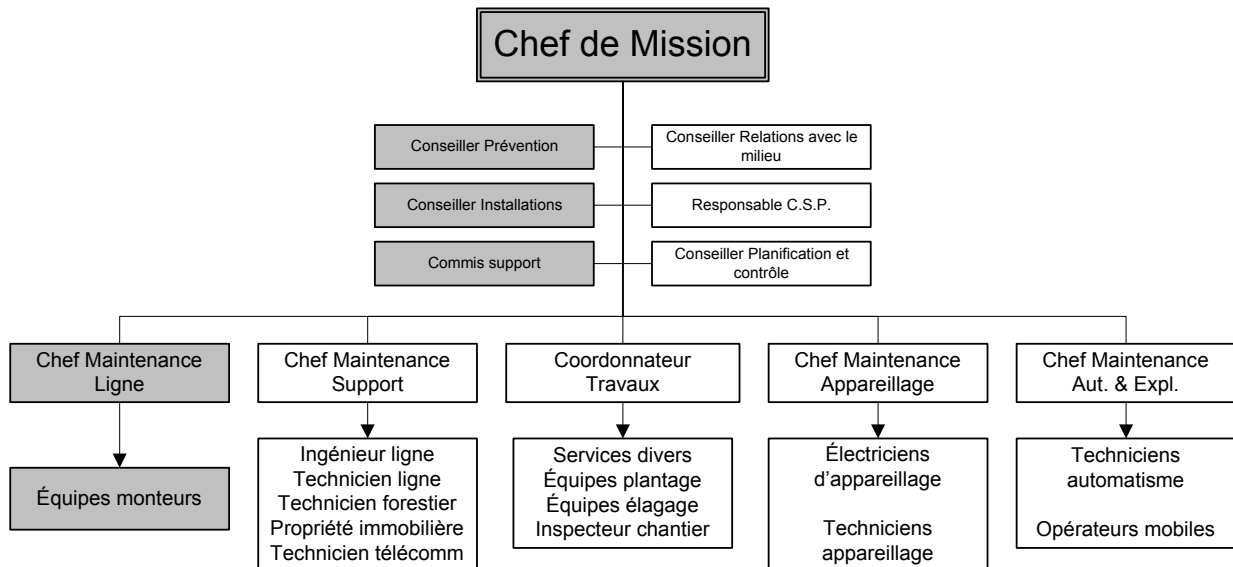 Chef de Mission
Conseiller Prévention
Conseiller Relations avec le
milieu
Conseiller Installations
Responsable C.S.P.
Commis support
Conseiller Planification et
contrôle
Chef Maintenance
Ligne
Chef Maintenance
Support
Coordonnateur
Travaux
Chef Maintenance
Appareillage
Chef Maintenance
Aut. & Expl.
Équipes monteurs
Ingénieur ligne
Technicien ligne
Technicien forestier
Propriété immobilière
Technicien télécomm
Services divers
Équipes plantage
Équipes élagage
Inspecteur chantier
Électriciens
d’appareillage
Techniciens
appareillage
Techniciens
automatisme
Opérateurs mobiles